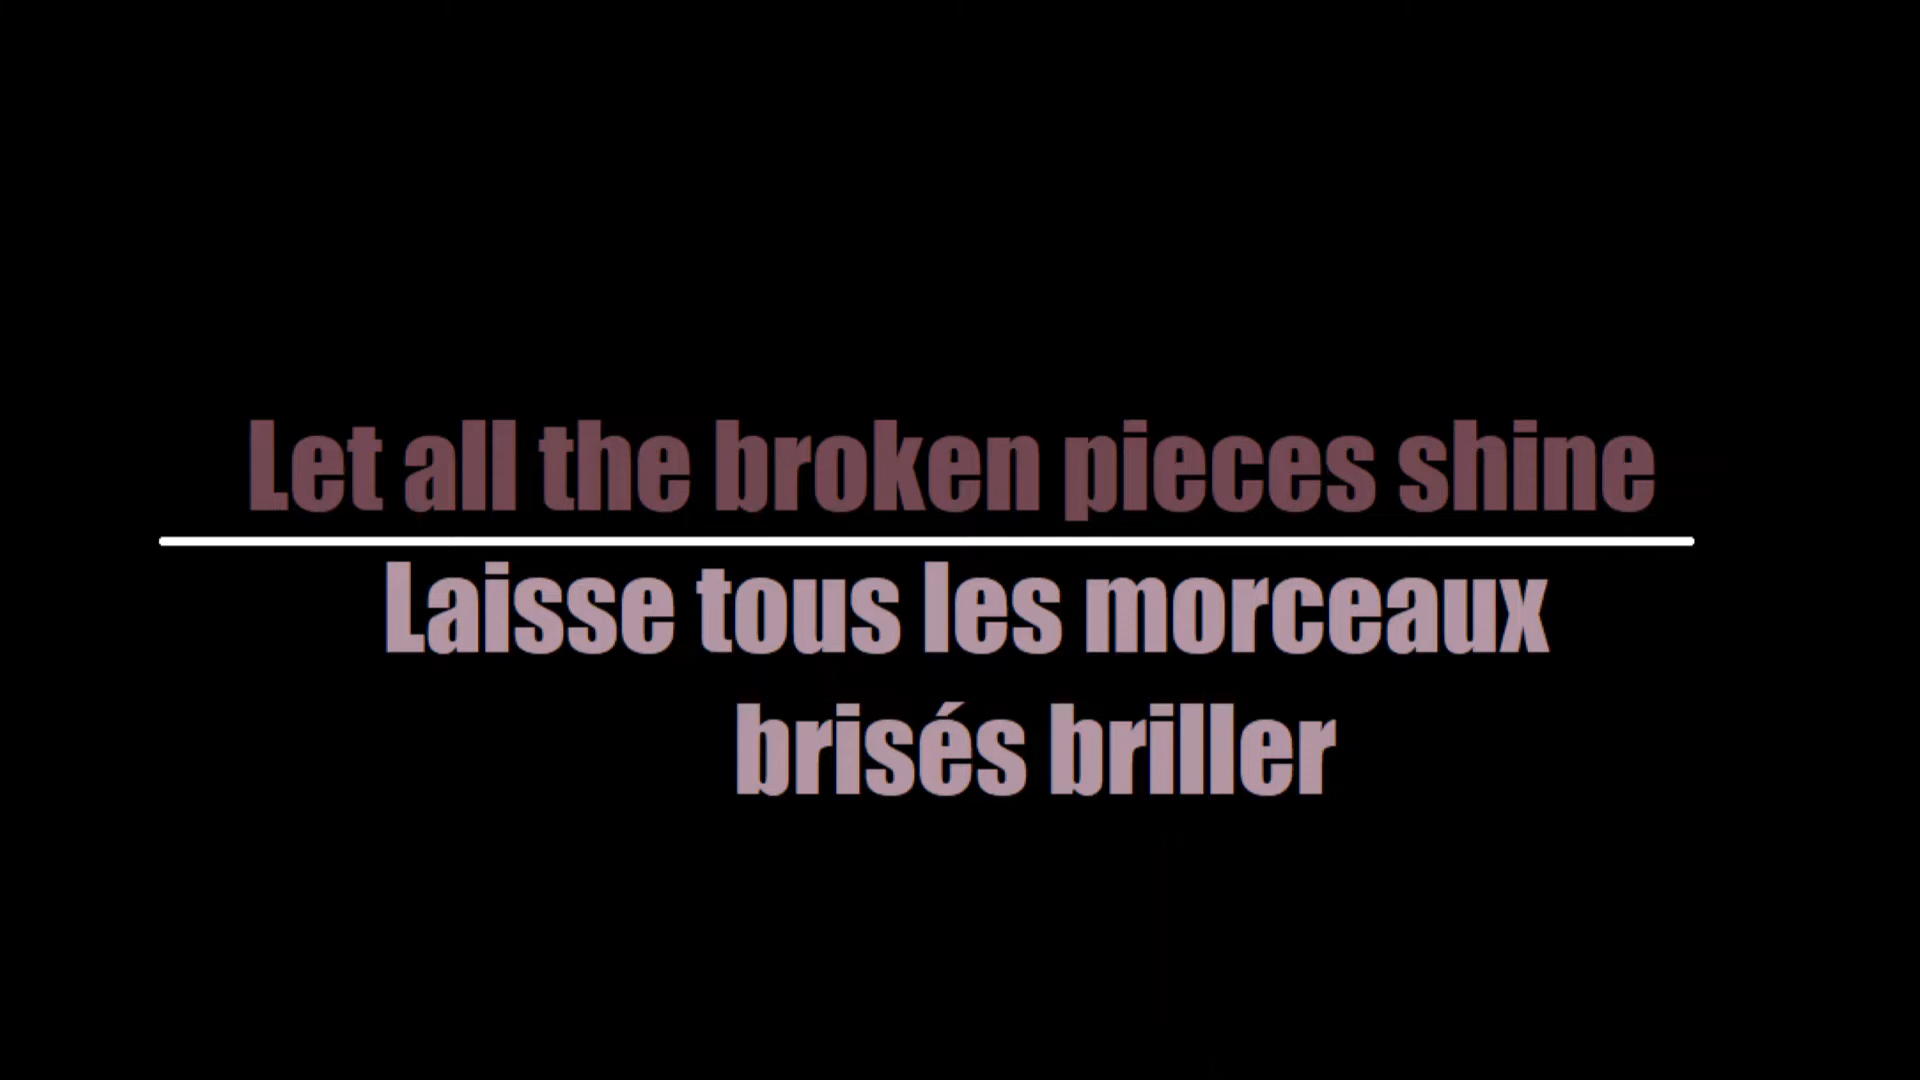 Let all the broken pieces shine
Laisse tous les morceaux
brisés briller